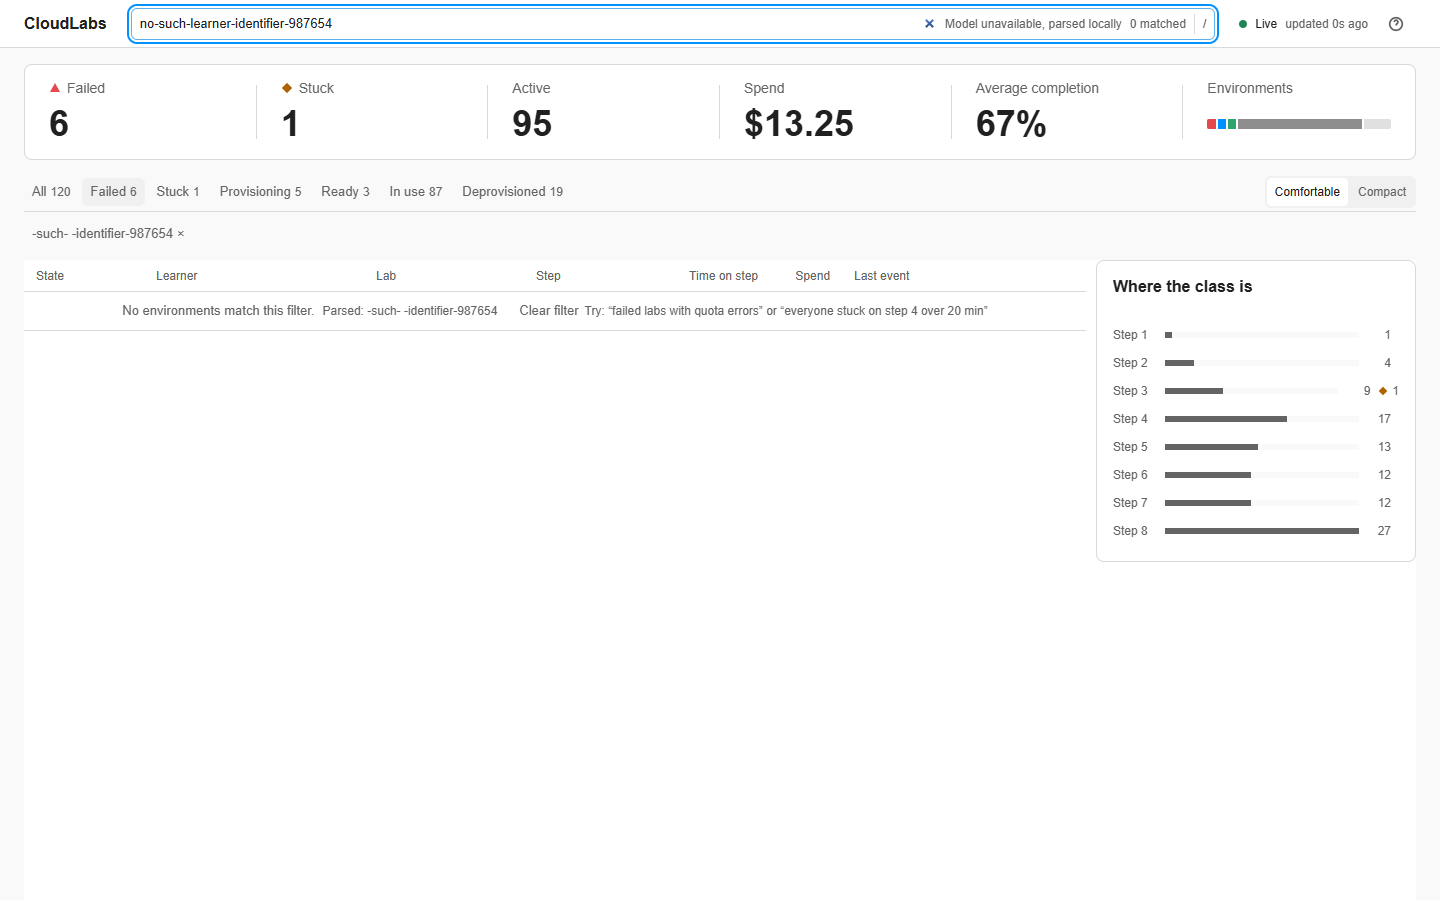 CloudLabs
no-such-learner-identifier-987654 × Model unavailable, parsed locally 0 matched /
Live updated 0s ago ?
Failed Stuck Active Spend Average completion Environments
6 1 95 $13.25 67%
All 120 Failed 6 Stuck 1 Provisioning 5 Ready 3 In use 87 Deprovisioned 19 Comfortable Compact
-such- -identifier-987654 ×
State Learner Lab Step Time on step Spend Last event
No environments match this filter. Parsed: -such- -identifier-987654 Clear filter Try: “failed labs with quota errors” or “everyone stuck on step 4 over 20 min”
Where the class is
Step 1 1
Step 2 4
Step 3 9 1
Step 4 17
Step 5 13
Step 6 12
Step 7 12
Step 8 27